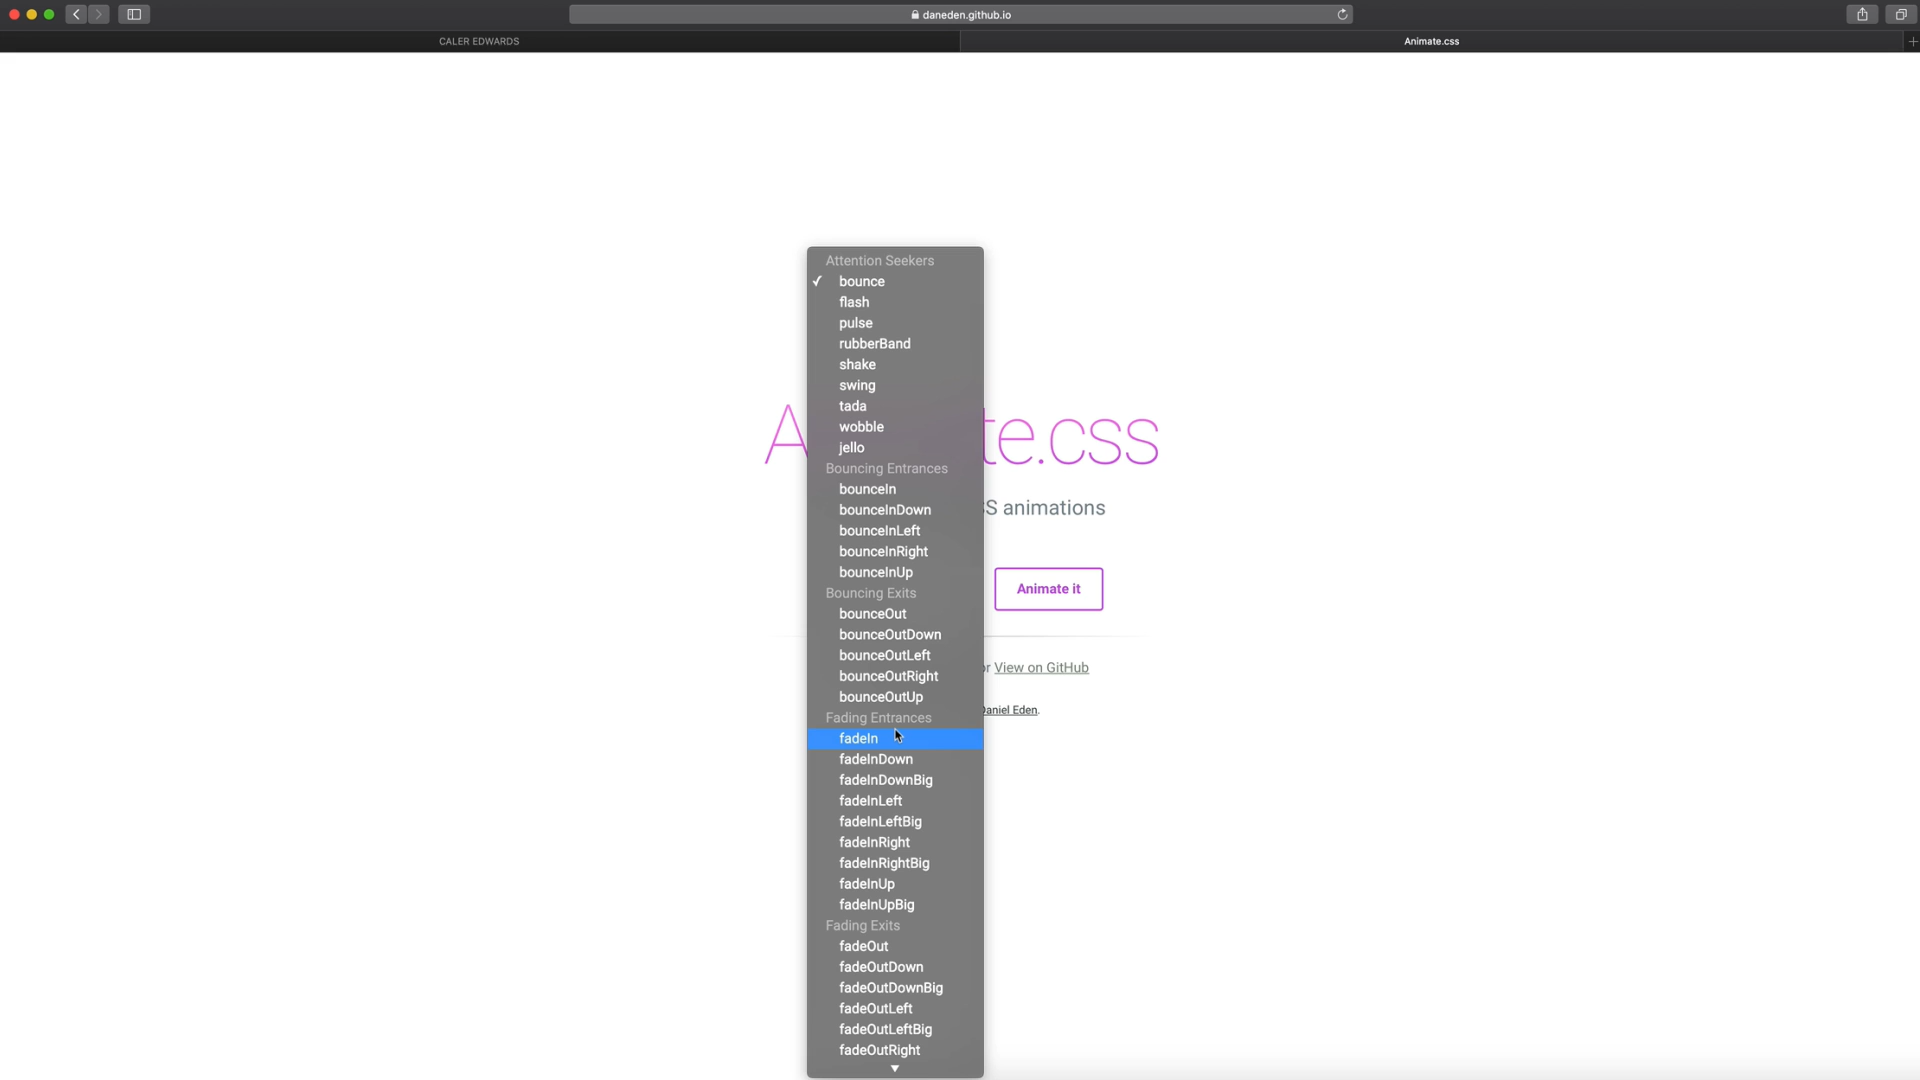 daneden.github.io
CALER EDWARDS
Animate.css
Attention Seekers
✓ bounce
flash
pulse
rubberBand
shake
swing
tada
wobble
jello
Bouncing Entrances
bounceIn
bounceInDown
bounceInLeft
bounceInRight
bounceInUp
Bouncing Exits
bounceOut
bounceOutDown
bounceOutLeft
bounceOutRight
bounceOutUp
Fading Entrances
fadeIn
fadeInDown
fadeInDownBig
fadeInLeft
fadeInLeftBig
fadeInRight
fadeInRightBig
fadeInUp
fadeInUpBig
Fading Exits
fadeOut
fadeOutDown
fadeOutDownBig
fadeOutLeft
fadeOutLeftBig
fadeOutRight
A te.css
S animations
Animate it
or View on GitHub
Daniel Eden.